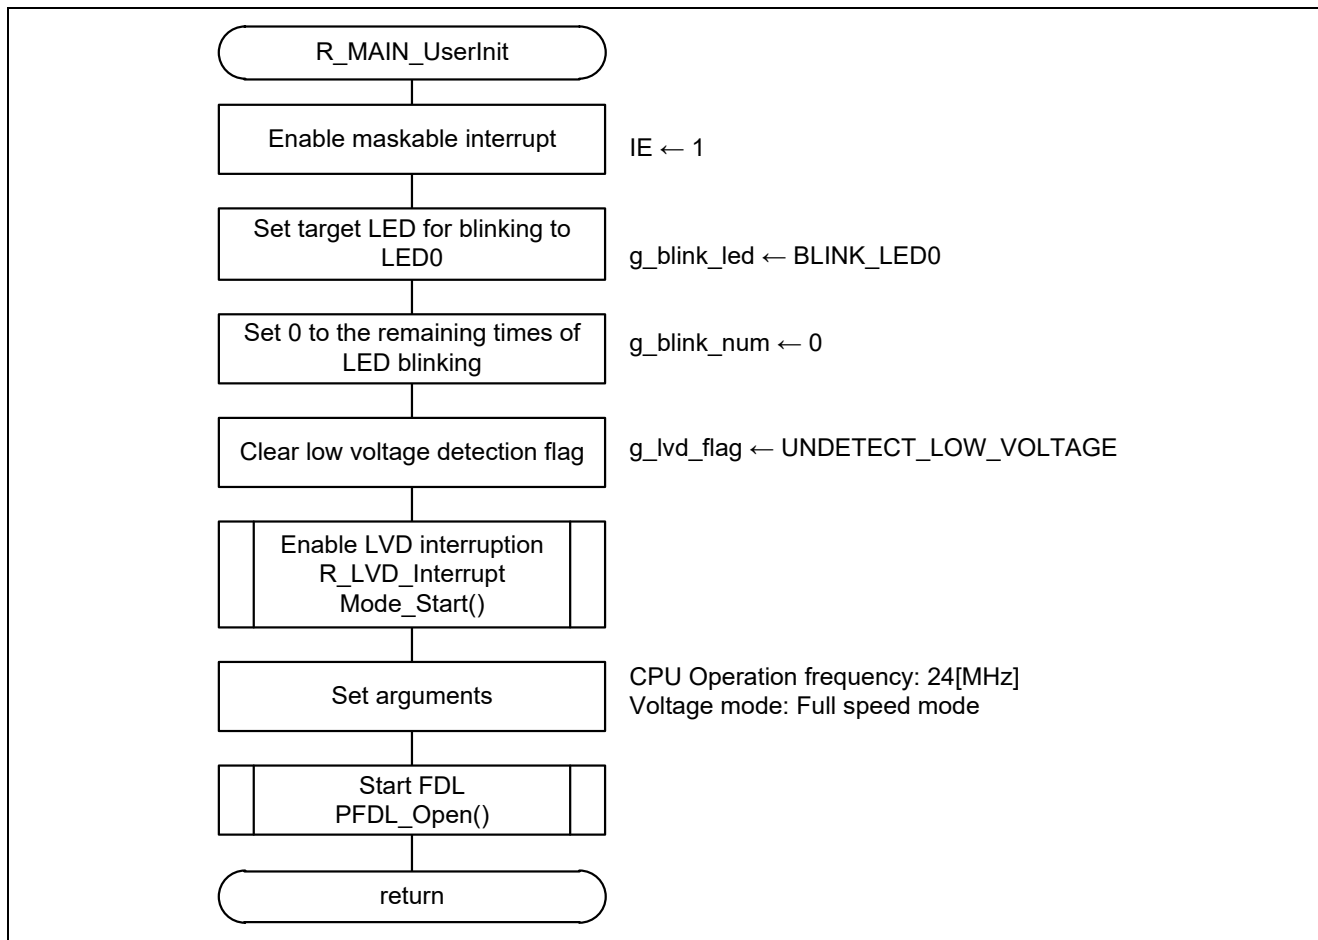 R_MAIN_UserInit
Enable maskable interrupt
IE ← 1
Set target LED for blinking to
LED0
g_blink_led ← BLINK_LED0
Set 0 to the remaining times of
LED blinking
g_blink_num ← 0
Clear low voltage detection flag
g_lvd_flag ← UNDETECT_LOW_VOLTAGE
Enable LVD interruption
R_LVD_Interrupt
Mode_Start()
Set arguments
CPU Operation frequency: 24[MHz]
Voltage mode: Full speed mode
Start FDL
PFDL_Open()
return